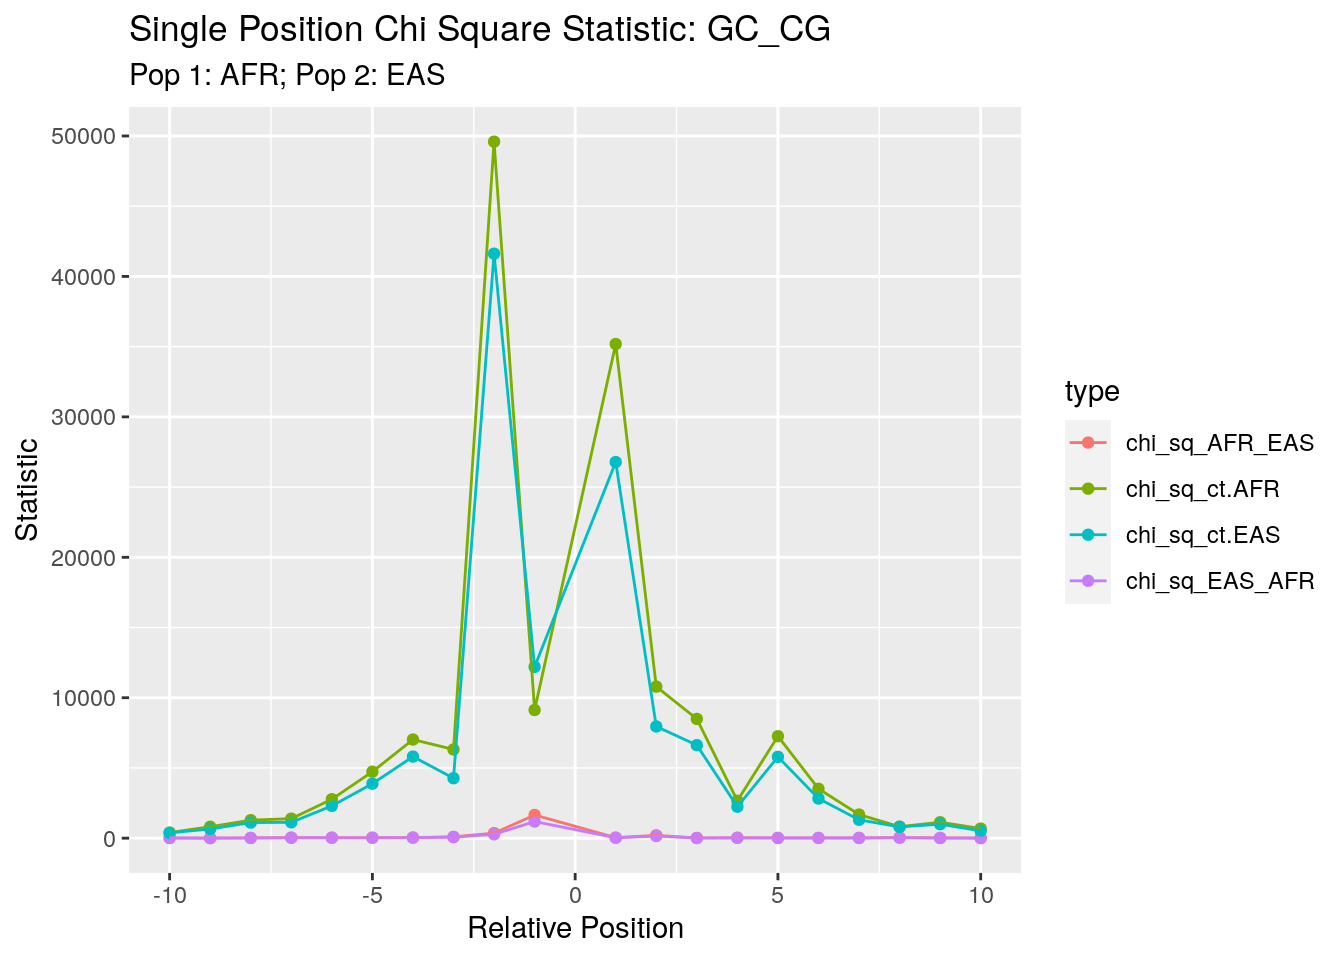 Single Position Chi Square Statistic: GC_CG
Pop 1: AFR; Pop 2: EAS
50000
40000
30000
20000
10000
0
Statistic
-10
-5
0
5
10
Relative Position
type
chi_sq_AFR_EAS
chi_sq_ct.AFR
chi_sq_ct.EAS
chi_sq_EAS_AFR